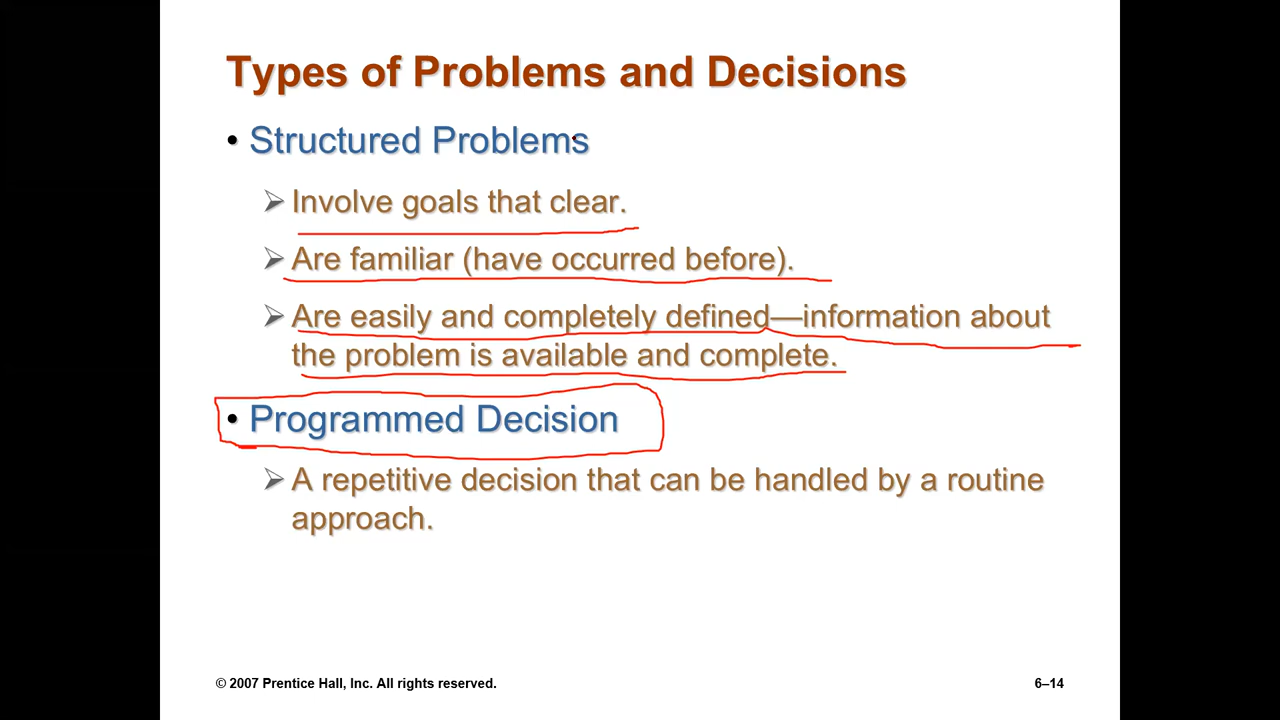 Types of Problems and Decisions
• Structured Problems
➢ Involve goals that clear.
➢ Are familiar (have occurred before).
➢ Are easily and completely defined—information about
the problem is available and complete.
• Programmed Decision
➢ A repetitive decision that can be handled by a routine
approach.
© 2007 Prentice Hall, Inc. All rights reserved.
6–14